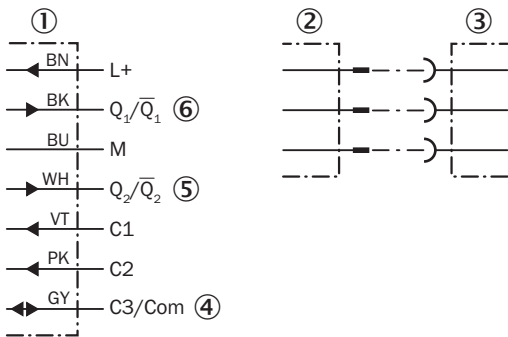 ① ② ③
BN L+
BK Q₁/Q̅₁ ⑥
BU M
WH Q₂/Q̅₂ ⑤
VT C1
PK C2
GY C3/Com ④